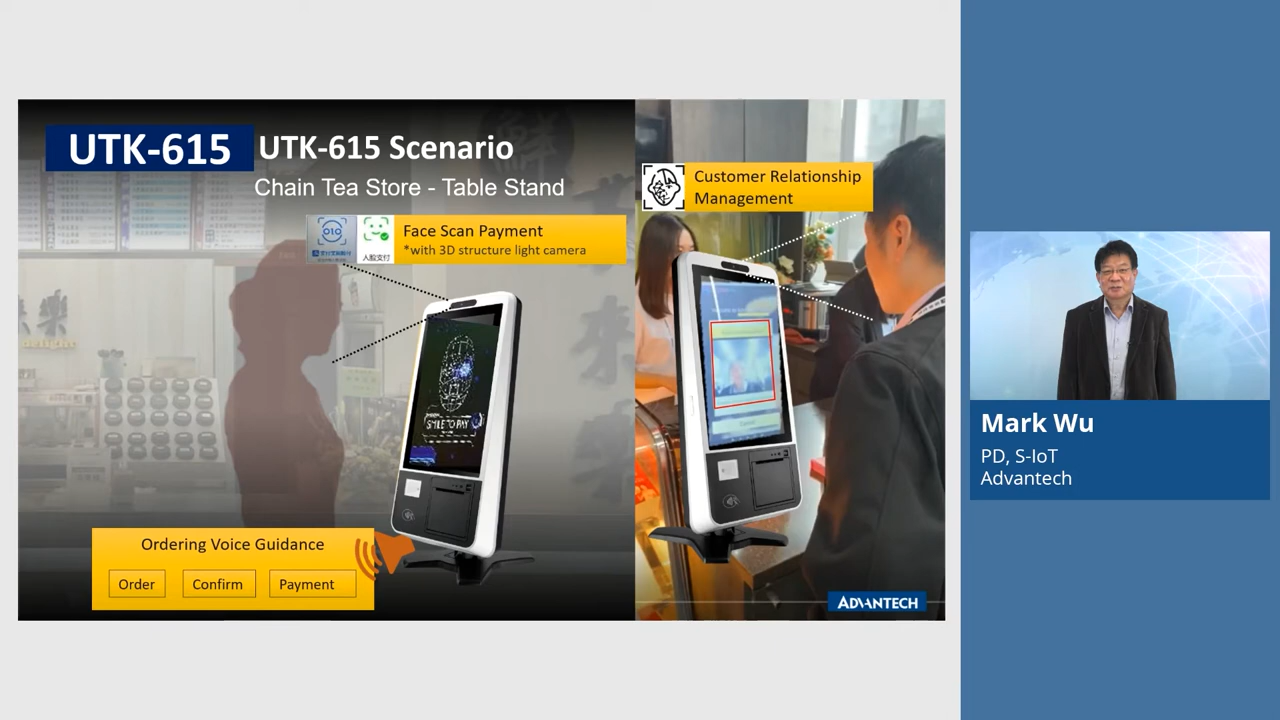 UTK-615
UTK-615 Scenario
Chain Tea Store - Table Stand
Face Scan Payment
*with 3D structure light camera
人脸支付
Customer Relationship
Management
SMILE TO PAY
delight
Ordering Voice Guidance
Order
Confirm
Payment
ADVANTECH
Mark Wu
PD, S-IoT
Advantech